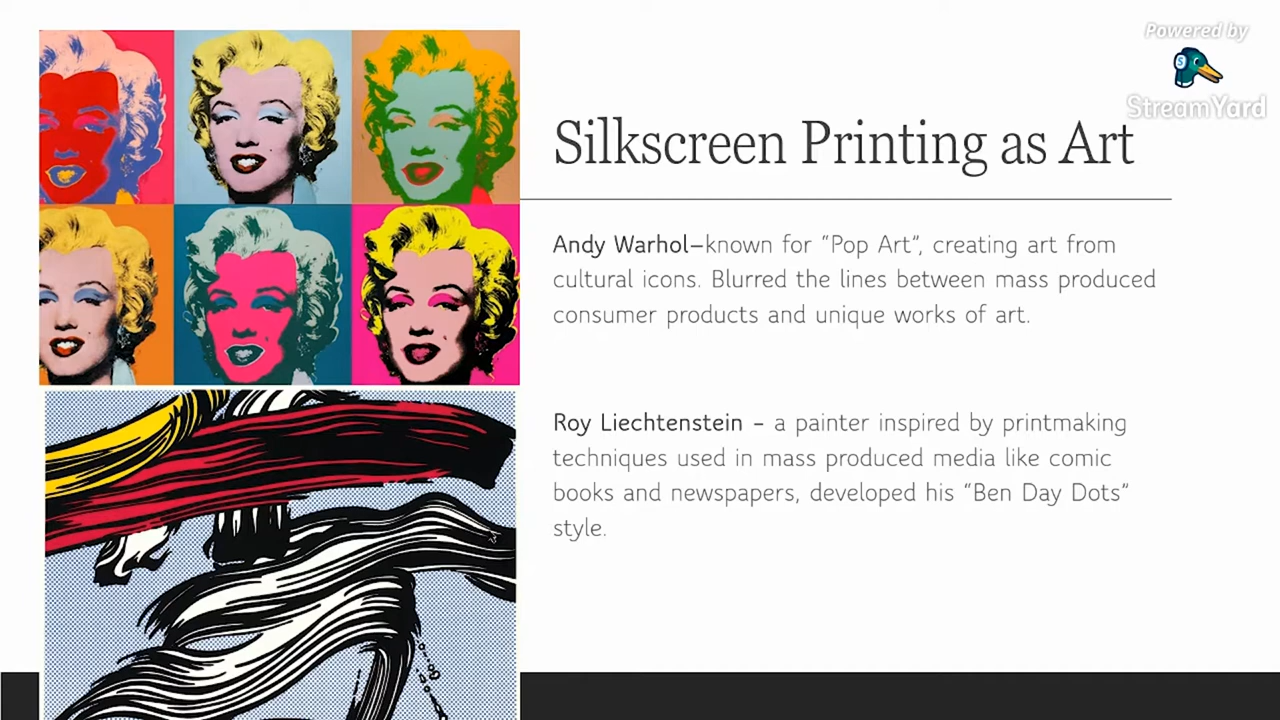 Powered by
StreamYard
Silkscreen Printing as Art
Andy Warhol–known for “Pop Art”, creating art from
cultural icons. Blurred the lines between mass produced
consumer products and unique works of art.
Roy Liechtenstein – a painter inspired by printmaking
techniques used in mass produced media like comic
books and newspapers, developed his “Ben Day Dots”
style.